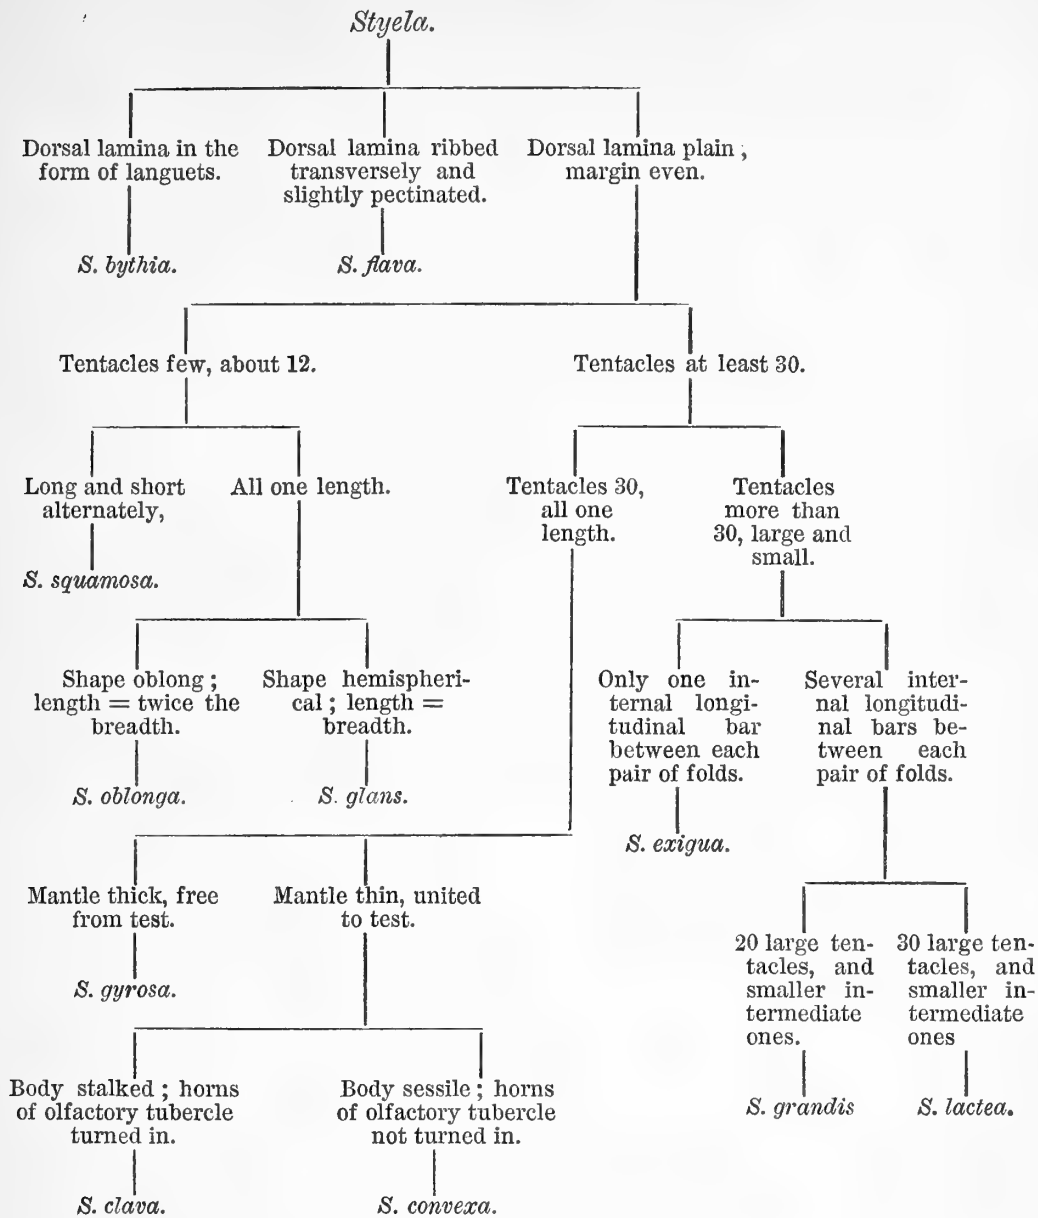 Styela.
Dorsal lamina in the
form of languets.
Dorsal lamina ribbed
transversely and
slightly pectinated.
Dorsal lamina plain;
margin even.
S. bythia.
S. flava.
Tentacles few, about 12.
Tentacles at least 30.
Long and short
alternately,
All one length.
Tentacles 30,
all one
length.
Tentacles
more than
30, large and
small.
S. squamosa.
Shape oblong;
length = twice the
breadth.
Shape hemispheri-
cal; length =
breadth.
Only one in-
ternal longi-
tudinal bar
between each
pair of folds.
Several inter-
nal longitudi-
nal bars be-
tween each
pair of folds.
S. oblonga.
S. glans.
S. exigua.
Mantle thick, free
from test.
Mantle thin, united
to test.
20 large ten-
tacles, and
smaller in-
termediate
ones.
30 large ten-
tacles, and
smaller in-
termediate
ones
S. gyrosa.
Body stalked; horns
of olfactory tubercle
turned in.
Body sessile; horns
of olfactory tubercle
not turned in.
S. grandis
S. lactea.
S. clava.
S. convexa.